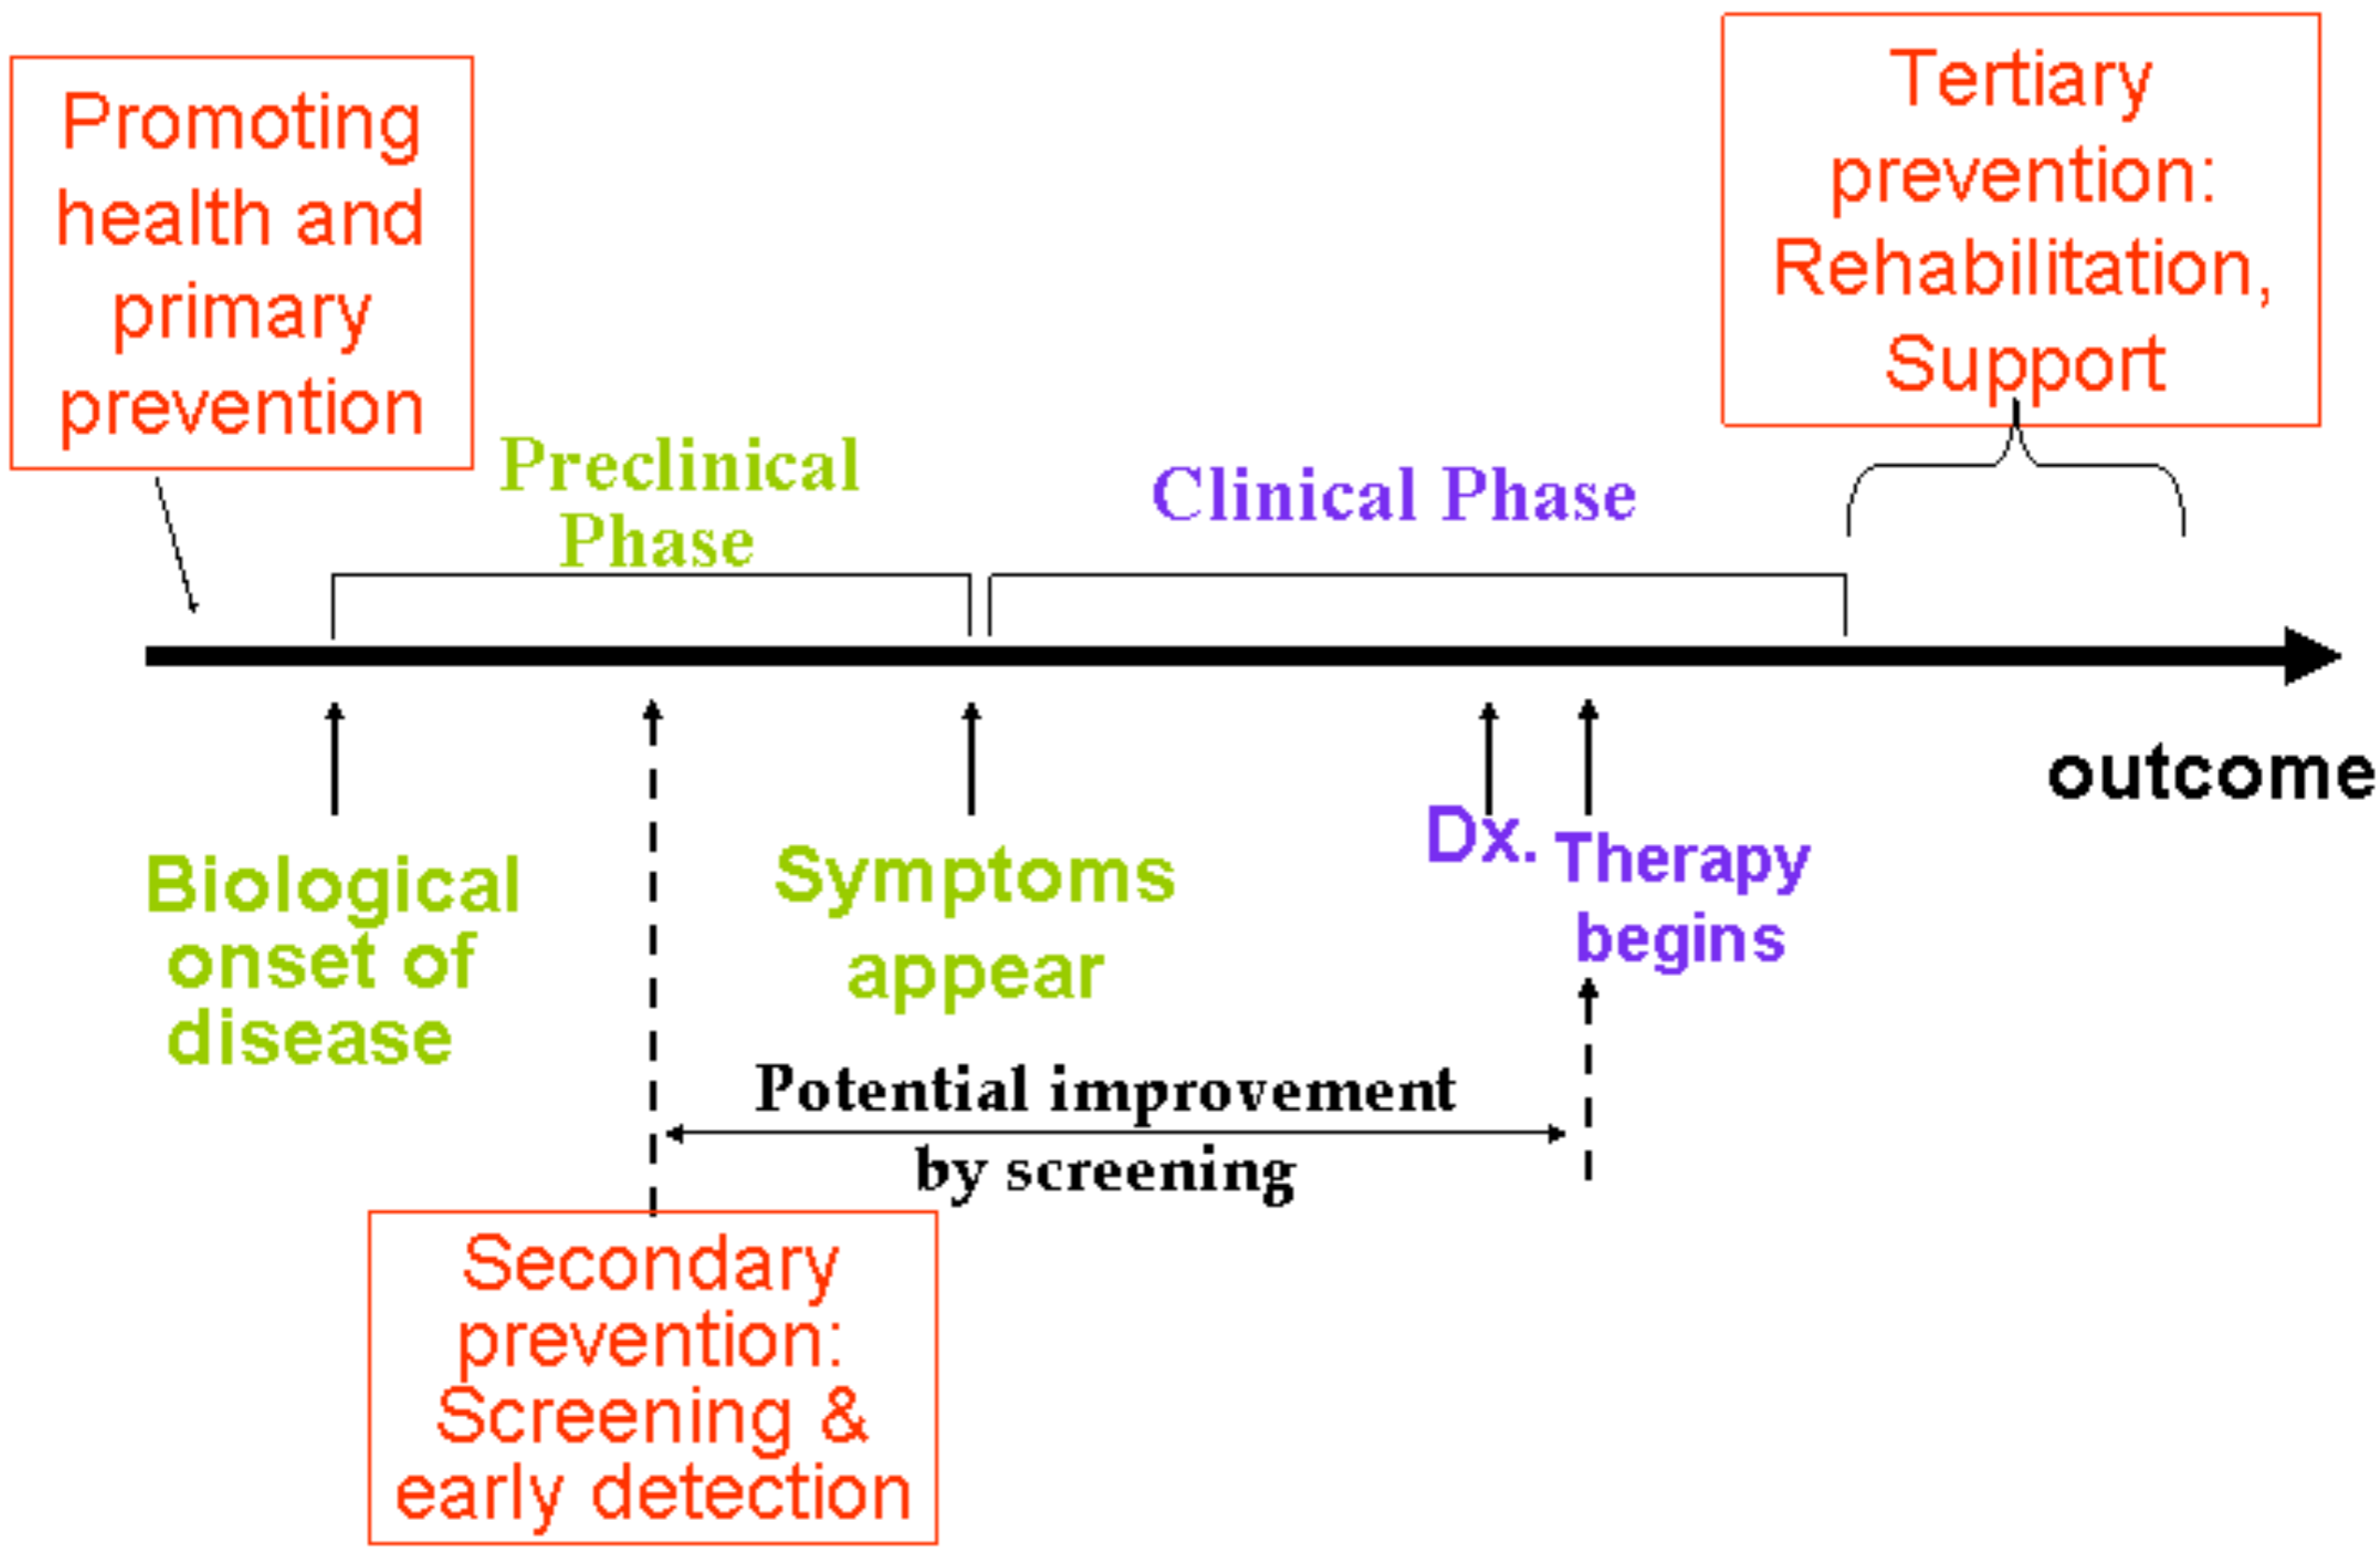 Promoting
health and
primary
prevention
Tertiary
prevention:
Rehabilitation,
Support
Preclinical
Phase
Clinical Phase
outcome
Biological
onset of
disease
Symptoms
appear
Dx.
Therapy
begins
Potential improvement
by screening
Secondary
prevention:
Screening &
early detection